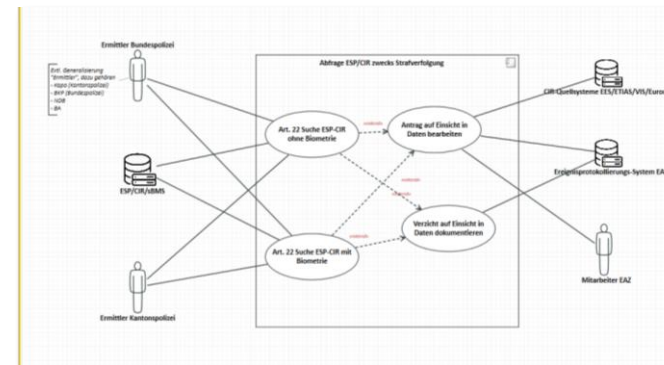 Ermittler Bundespolizei
Evtl. Generalisierung
"Ermittler", dazu gehören
- Kapo (Kantonspolizei)
- BKP (Bundespolizei)
- NDB
- BA
Abfrage ESP/CIR zwecks Strafverfolgung
Art. 22 Suche ESP-CIR
ohne Biometrie
Antrag auf Einsicht in
Daten bearbeiten
CIR-Quellsysteme EES/ETIAS/VIS/Euro
ESP/CIR/sBMS
Ereignisprotokollierungs-System EA
Art. 22 Suche ESP-CIR mit
Biometrie
Verzicht auf Einsicht in
Daten dokumentieren
Mitarbeiter EAZ
Ermittler Kantonspolizei